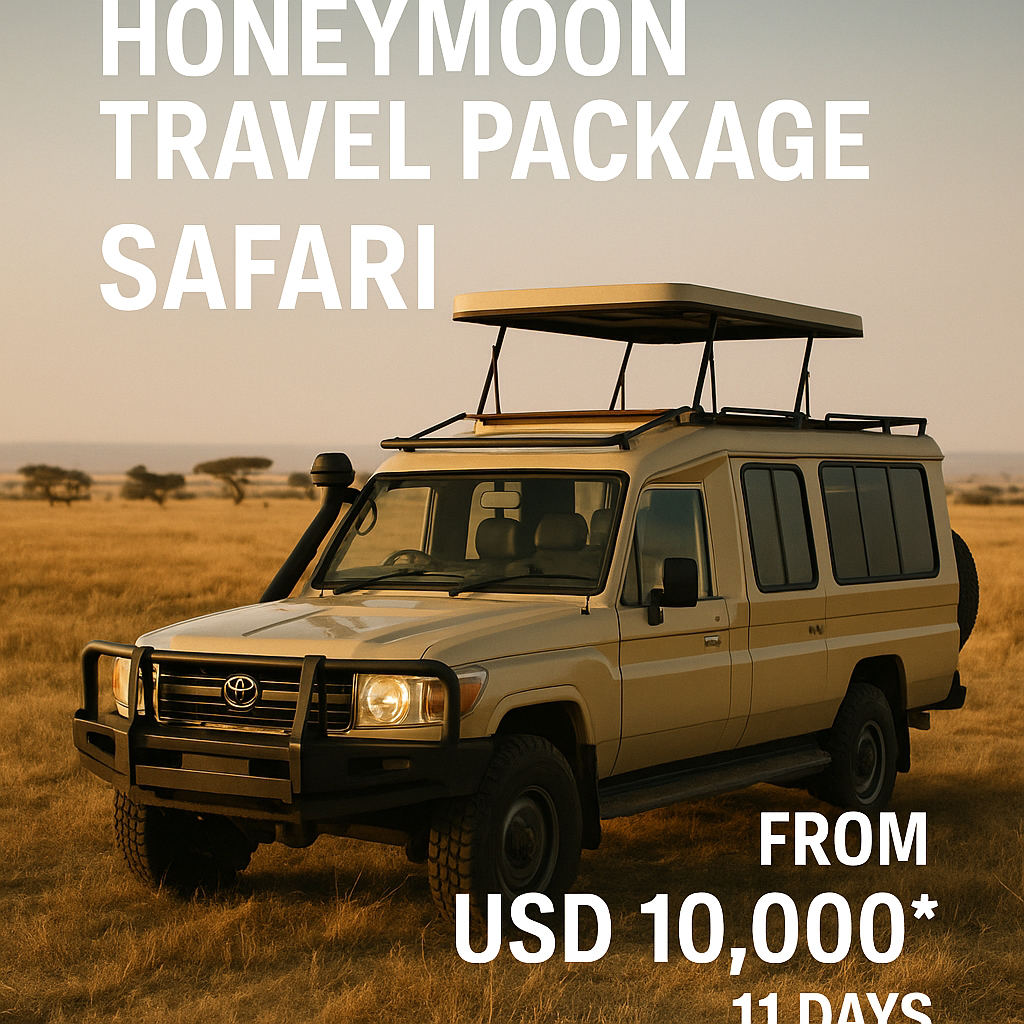 HONEYMOON
TRAVEL PACKAGE
SAFARI
FROM
USD 10,000*
11 DAYS